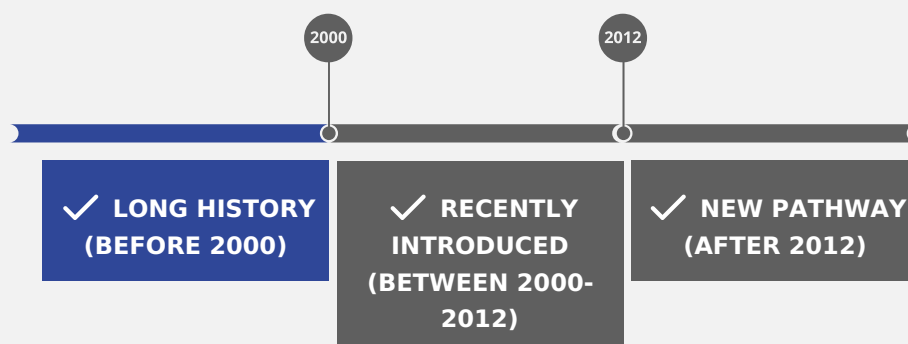 2000
2012
LONG HISTORY
(BEFORE 2000)
RECENTLY
INTRODUCED
(BETWEEN 2000-
2012)
NEW PATHWAY
(AFTER 2012)